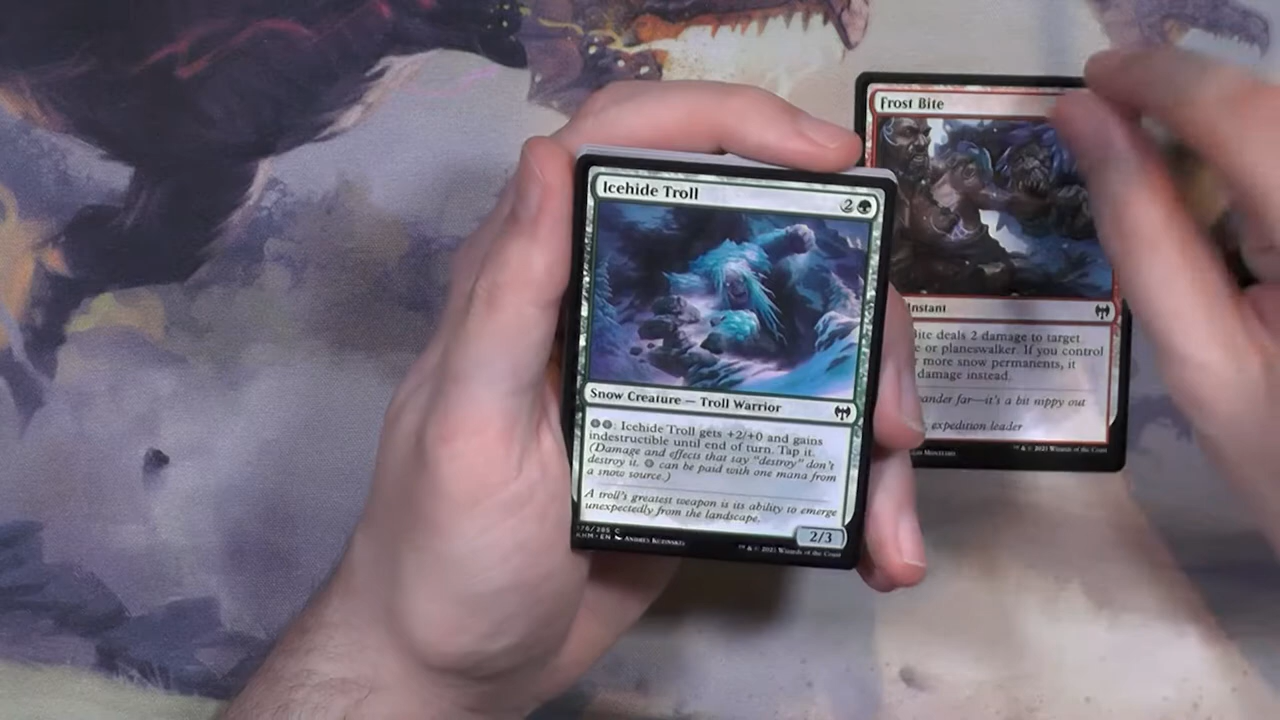 Icehide Troll
2
Snow Creature — Troll Warrior
: Icehide Troll gets +2/+0 and gains
indestructible until end of turn. Tap it.
(Damage and effects that say "destroy" don't
destroy it. can be paid with one mana from
a snow source.)
A troll's greatest weapon is its ability to emerge
unexpectedly from the landscape.
2/3
176/285 C
KHM • EN
™ & © 2021 Wizards of the Coast
Frost Bite
Instant
deals 2 damage to target
or planeswalker. If you control
more snow permanents, it
damage instead.
far—it's a bit nippy out
, expedition leader
™ & © 2021 Wizards of the Coast